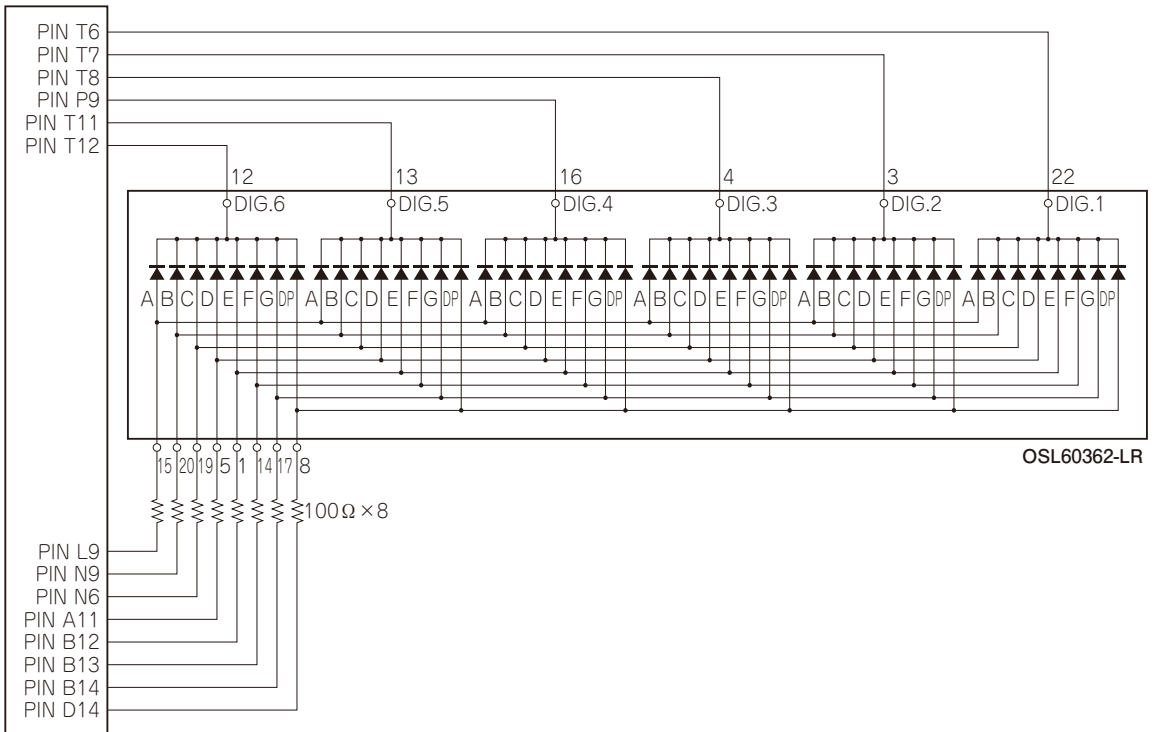 PIN T6
PIN T7
PIN T8
PIN P9
PIN T11
PIN T12
12 13 16 4 3 22
DIG.6 DIG.5 DIG.4 DIG.3 DIG.2 DIG.1
A B C D E F G DP A B C D E F G DP A B C D E F G DP A B C D E F G DP A B C D E F G DP A B C D E F G DP
15 20 19 5 1 14 17 8
OSL60362-LR
100Ω×8
PIN L9
PIN N9
PIN N6
PIN A11
PIN B12
PIN B13
PIN B14
PIN D14